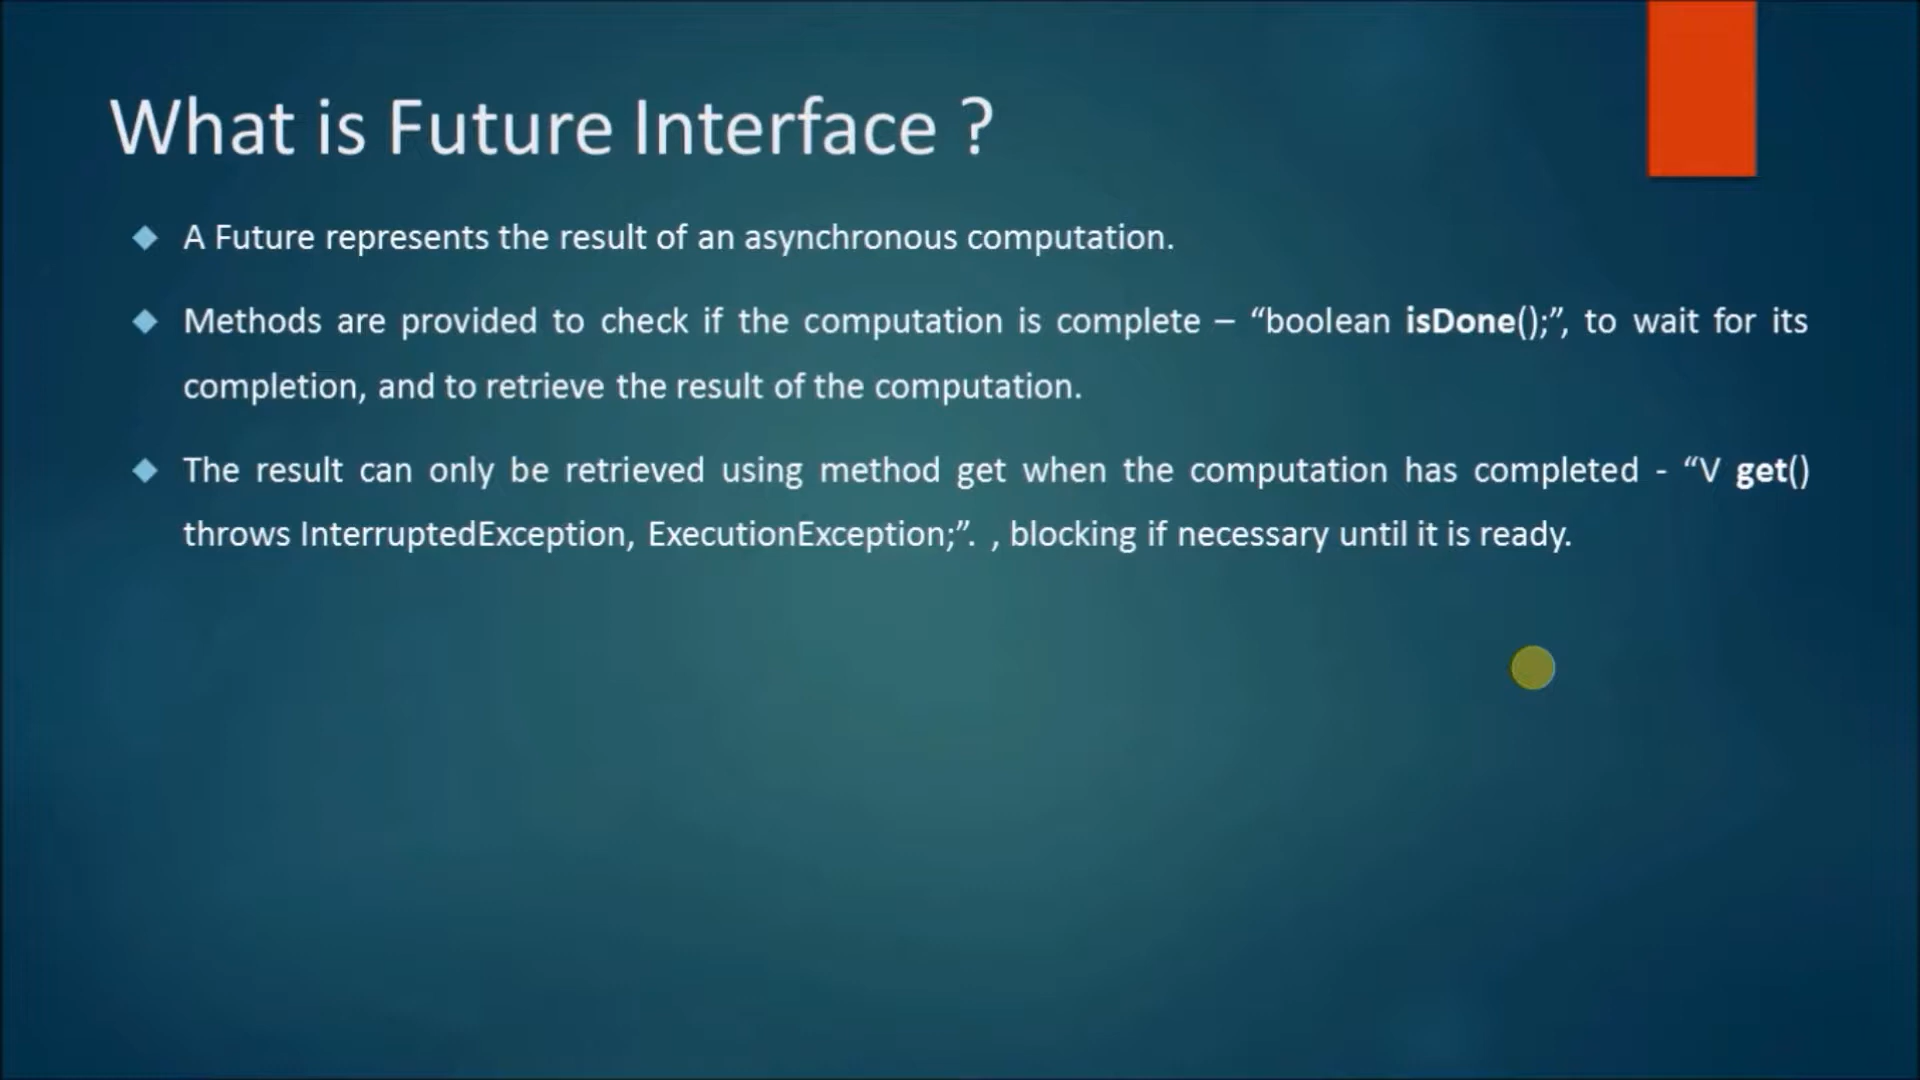 What is Future Interface ?
A Future represents the result of an asynchronous computation.
Methods are provided to check if the computation is complete – “boolean isDone();”, to wait for its
completion, and to retrieve the result of the computation.
The result can only be retrieved using method get when the computation has completed - “V get()
throws InterruptedException, ExecutionException;”. , blocking if necessary until it is ready.